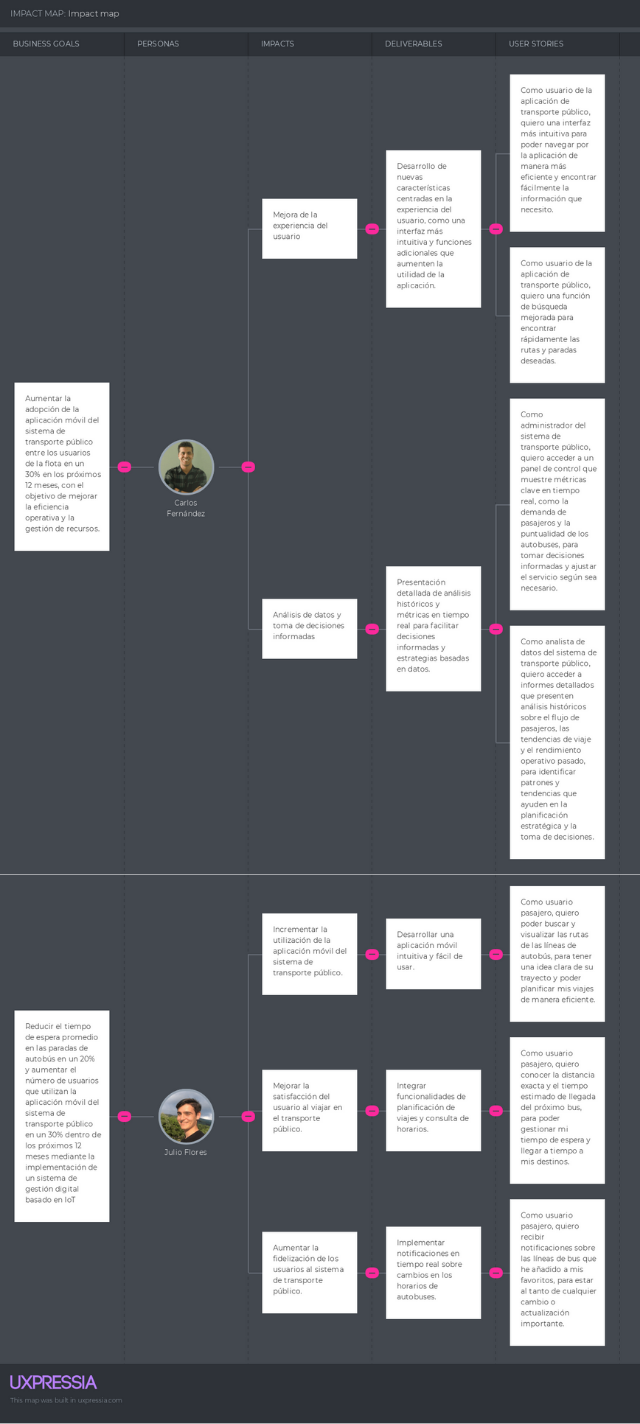 IMPACT MAP: Impact map
BUSINESS GOALS
PERSONAS
IMPACTS
DELIVERABLES
USER STORIES
Aumentar la
adopción de la
aplicación móvil del
sistema de
transporte público
entre los usuarios
de la flota en un
30% en los próximos
12 meses, con el
objetivo de mejorar
la eficiencia
operativa y la
gestión de recursos.
Carlos
Fernández
Mejora de la
experiencia del
usuario
Desarrollo de
nuevas
características
centradas en la
experiencia del
usuario, como una
interfaz más
intuitiva y funciones
adicionales que
aumenten la
utilidad de la
aplicación.
Como usuario de la
aplicación de
transporte público,
quiero una interfaz
más intuitiva para
poder navegar por
la aplicación de
manera más
eficiente y encontrar
fácilmente la
información que
necesito.
Como usuario de la
aplicación de
transporte público,
quiero una función
de búsqueda
mejorada para
encontrar
rápidamente las
rutas y paradas
deseadas.
Análisis de datos y
toma de decisiones
informadas
Presentación
detallada de análisis
históricos y
métricas en tiempo
real para facilitar
decisiones
informadas y
estrategias basadas
en datos.
Como
administrador del
sistema de
transporte público,
quiero acceder a un
panel de control que
muestre métricas
clave en tiempo
real, como la
demanda de
pasajeros y la
puntualidad de los
autobuses, para
tomar decisiones
informadas y ajustar
el servicio según sea
necesario.
Como analista de
datos del sistema de
transporte público,
quiero acceder a
informes detallados
que presenten
análisis históricos
sobre el flujo de
pasajeros, las
tendencias de viaje
y el rendimiento
operativo pasado,
para identificar
patrones y
tendencias que
ayuden en la
planificación
estratégica y la
toma de decisiones.
Reducir el tiempo
de espera promedio
en las paradas de
autobús en un 20%
y aumentar el
número de usuarios
que utilizan la
aplicación móvil del
sistema de
transporte público
en un 30% dentro de
los próximos 12
meses mediante la
implementación de
un sistema de
gestión digital
basado en IoT
Julio Flores
Incrementar la
utilización de la
aplicación móvil del
sistema de
transporte público.
Desarrollar una
aplicación móvil
intuitiva y fácil de
usar.
Como usuario
pasajero, quiero
poder buscar y
visualizar las rutas
de las líneas de
autobús, para tener
una idea clara de su
trayecto y poder
planificar mis viajes
de manera eficiente.
Mejorar la
satisfacción del
usuario al viajar en
el transporte
público.
Integrar
funcionalidades de
planificación de
viajes y consulta de
horarios.
Como usuario
pasajero, quiero
conocer la distancia
exacta y el tiempo
estimado de llegada
del próximo bus,
para poder
gestionar mi
tiempo de espera y
llegar a tiempo a
mis destinos.
Aumentar la
fidelización de los
usuarios al sistema
de transporte
público.
Implementar
notificaciones en
tiempo real sobre
cambios en los
horarios de
autobuses.
Como usuario
pasajero, quiero
recibir
notificaciones sobre
las líneas de bus que
he añadido a mis
favoritos, para estar
al tanto de cualquier
cambio o
actualización
importante.
UXPRESSIA
This map was built in uxpressia.com